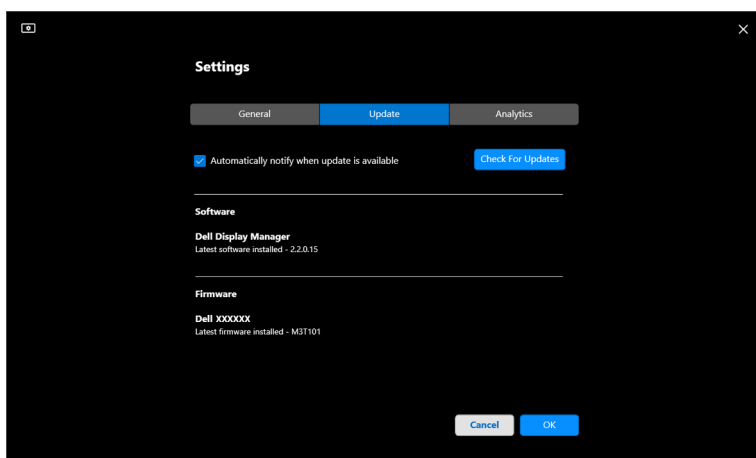 Settings
General
Update
Analytics
Automatically notify when update is available
Check For Updates
Software
Dell Display Manager
Latest software installed - 2.2.0.15
Firmware
Dell XXXXXX
Latest firmware installed - M3T101
Cancel
OK